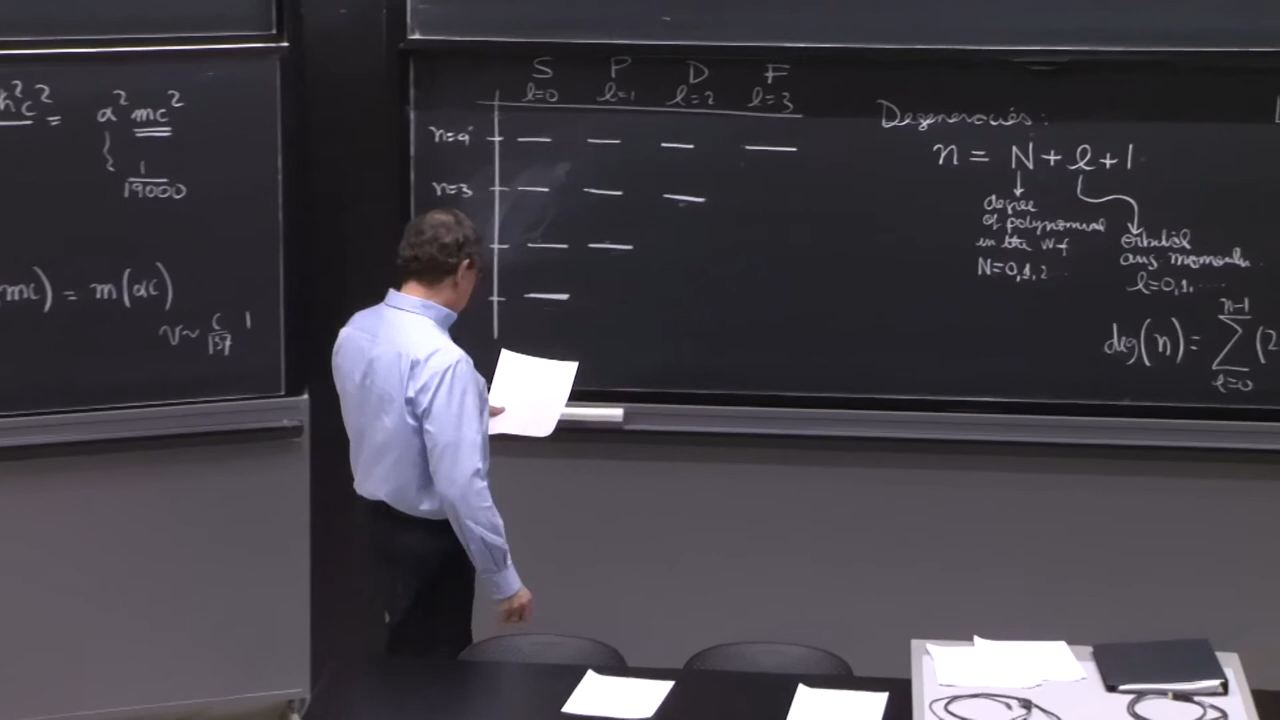 ħ²c² = α² mc²
1/19000
mc) = m(αc)
v ~ c/137
S P D F
l=0 l=1 l=2 l=3
n=4
n=3
Degeneracies:
n = N + l + 1
degree
of polynomial
in the wf
N=0,1,2...
orbital
ang momentum..
l=0,1,....
deg(n) = n-1 ∑ l=0 (2